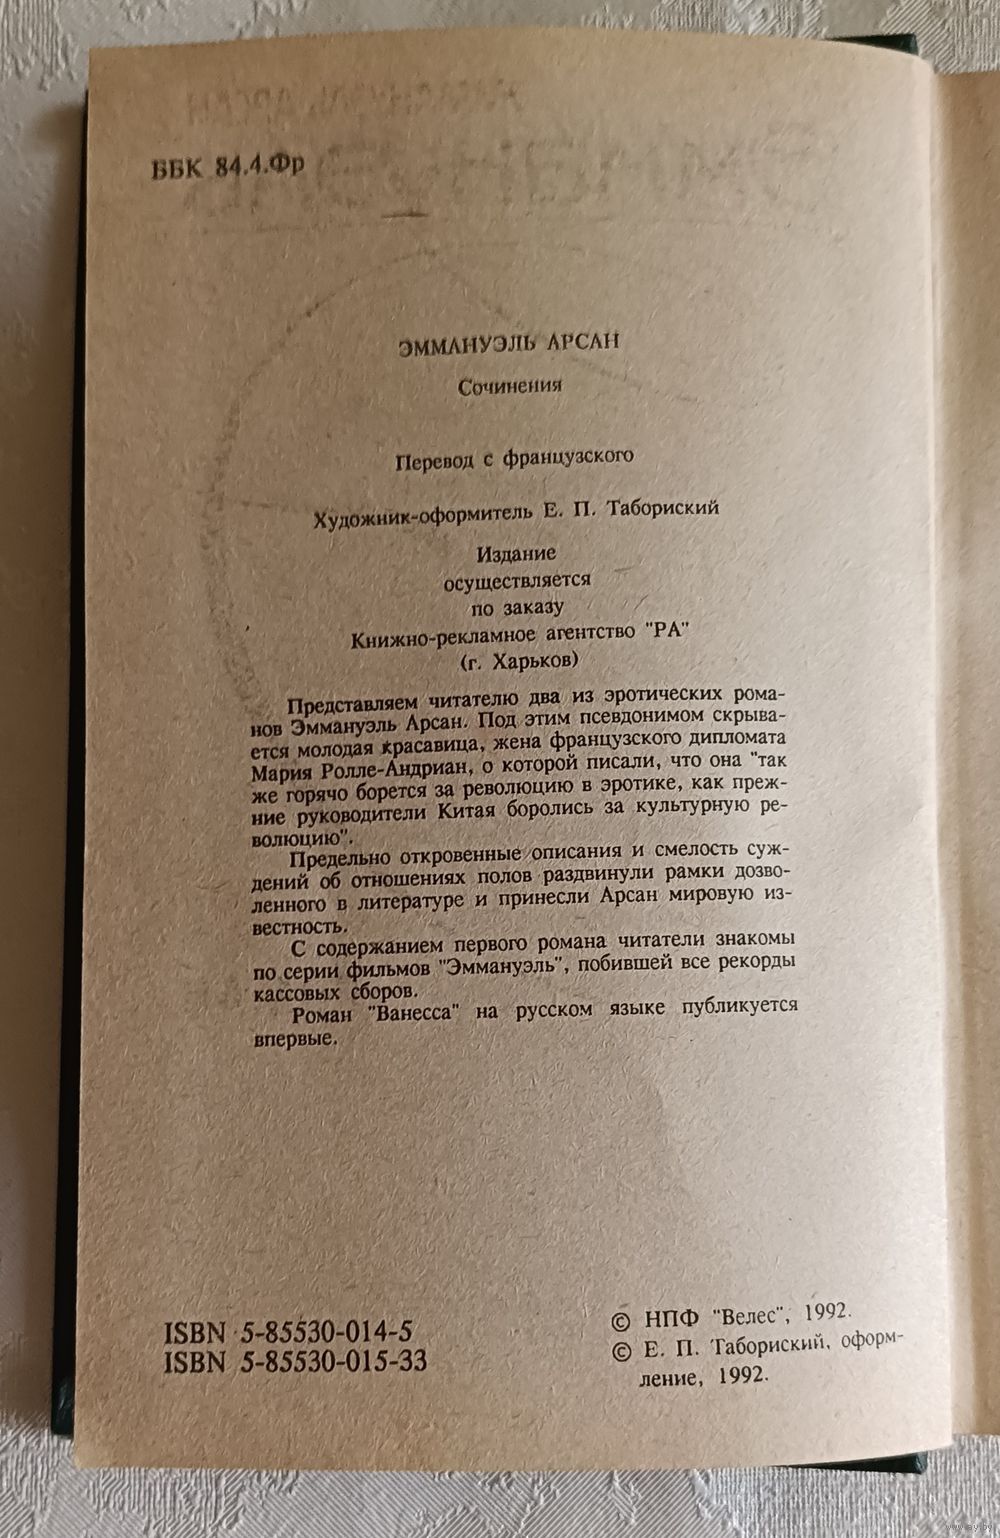 ББК 84.4.Фр
ЭММАНУЭЛЬ АРСАН
Сочинения
Перевод с французского
Художник-оформитель Е. П. Табориский
Издание
осуществляется
по заказу
Книжно-рекламное агентство "РА"
(г. Харьков)
Представляем читателю два из эротических рома-
нов Эммануэль Арсан. Под этим псевдонимом скрыва-
ется молодая красавица, жена французского дипломата
Мария Ролле-Андриан, о которой писали, что она "так
же горячо борется за революцию в эротике, как преж-
ние руководители Китая боролись за культурную ре-
волюцию".
Предельно откровенные описания и смелость суж-
дений об отношениях полов раздвинули рамки дозво-
ленного в литературе и принесли Арсан мировую из-
вестность.
С содержанием первого романа читатели знакомы
по серии фильмов "Эммануэль", побившей все рекорды
кассовых сборов.
Роман "Ванесса" на русском языке публикуется
впервые.
ISBN 5-85530-014-5
ISBN 5-85530-015-33
© НПФ "Велес", 1992.
© Е. П. Табориский, оформ-
ление, 1992.